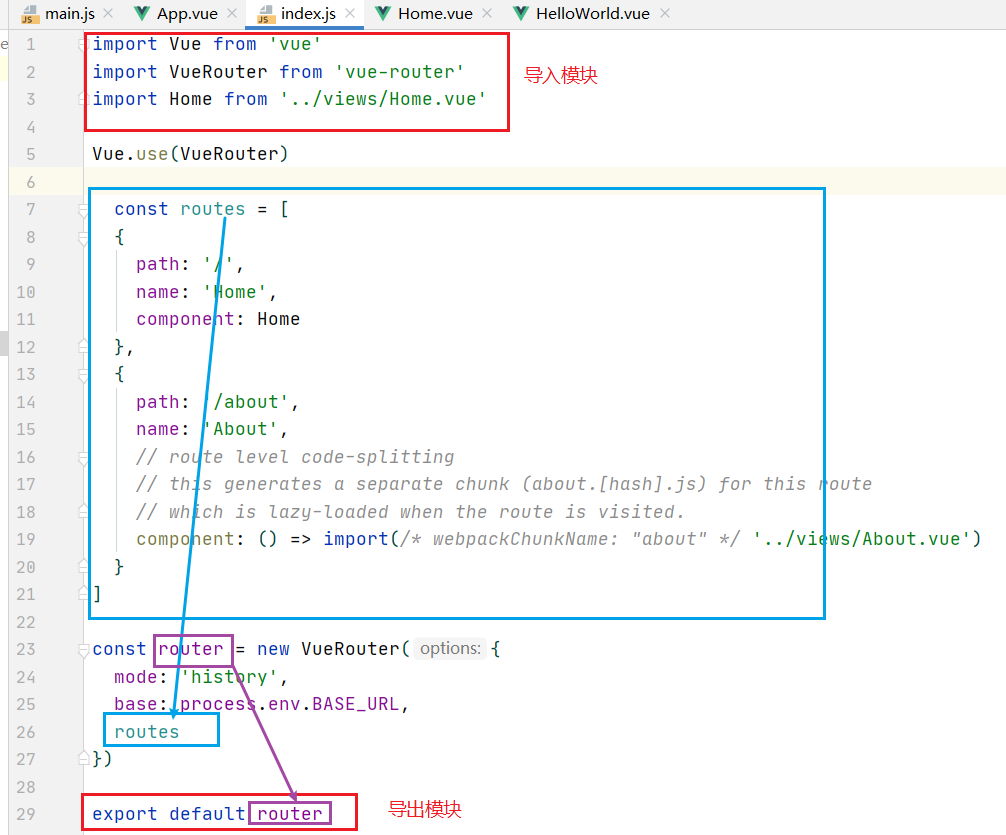 main.js App.vue index.js Home.vue HelloWorld.vue
1 import Vue from 'vue'
2 import VueRouter from 'vue-router' 导入模块
3 import Home from '../views/Home.vue'
4
5 Vue.use(VueRouter)
6
7 const routes = [
8 {
9 path: '/',
10 name: 'Home',
11 component: Home
12 },
13 {
14 path: '/about',
15 name: 'About',
16 // route level code-splitting
17 // this generates a separate chunk (about.[hash].js) for this route
18 // which is lazy-loaded when the route is visited.
19 component: () => import(/* webpackChunkName: "about" */ '../views/About.vue')
20 }
21 ]
22
23 const router = new VueRouter( options: {
24 mode: 'history',
25 base: process.env.BASE_URL,
26 routes
27 })
28
29 export default router 导出模块